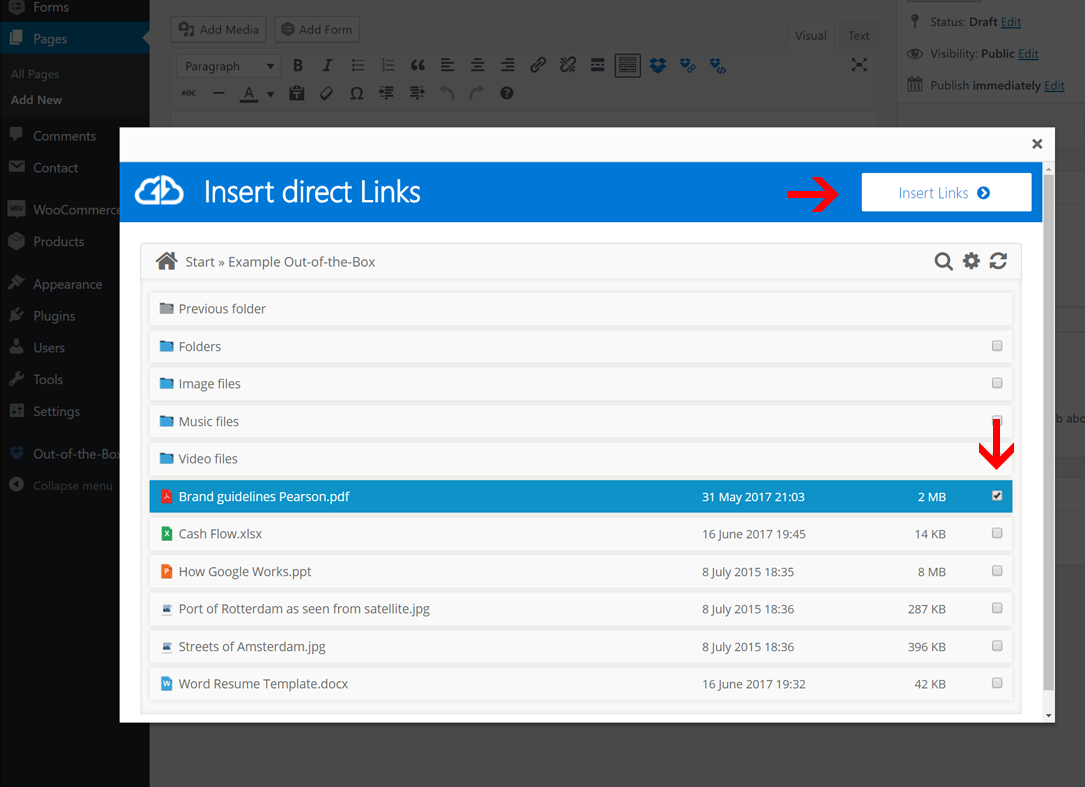 Forms
Pages
All Pages
Add New
Comments
Contact
WOO WooCommerce
Products
Appearance
Plugins
Users
Tools
Settings
Out-of-the-Box
Collapse menu
Add Media Add Form
Visual Text
Paragraph B I
ABC A Ω
Status: Draft Edit
Visibility: Public Edit
Publish immediately Edit
b abo
Insert direct Links
Insert Links
Start » Example Out-of-the-Box
Previous folder
Folders
Image files
Music files
Video files
Brand guidelines Pearson.pdf 31 May 2017 21:03 2 MB
X Cash Flow.xlsx 16 June 2017 19:45 14 KB
P How Google Works.ppt 8 July 2015 18:35 8 MB
Port of Rotterdam as seen from satellite.jpg 8 July 2015 18:36 287 KB
Streets of Amsterdam.jpg 8 July 2015 18:36 396 KB
W Word Resume Template.docx 16 June 2017 19:32 42 KB